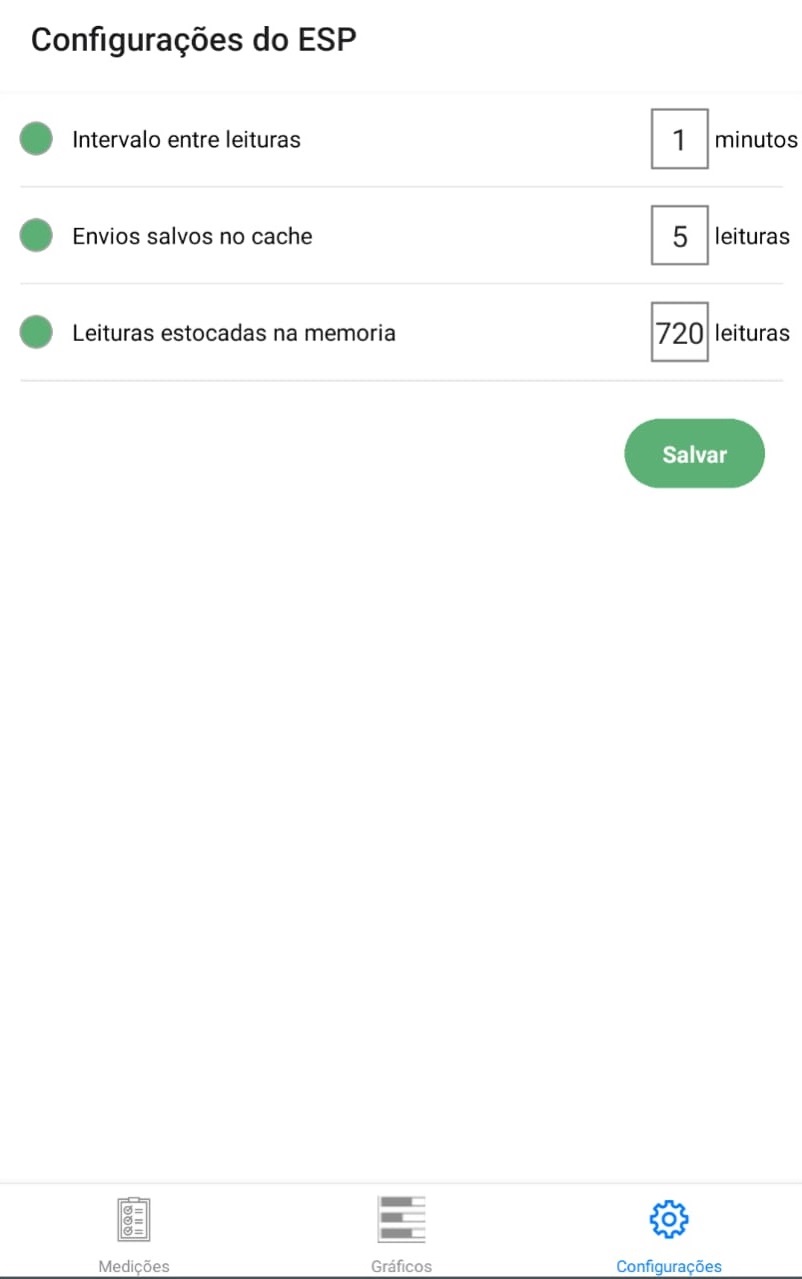 Configurações do ESP
Intervalo entre leituras 1 minutos
Envios salvos no cache 5 leituras
Leituras estocadas na memoria 720 leituras
Salvar
Medições Gráficos Configurações